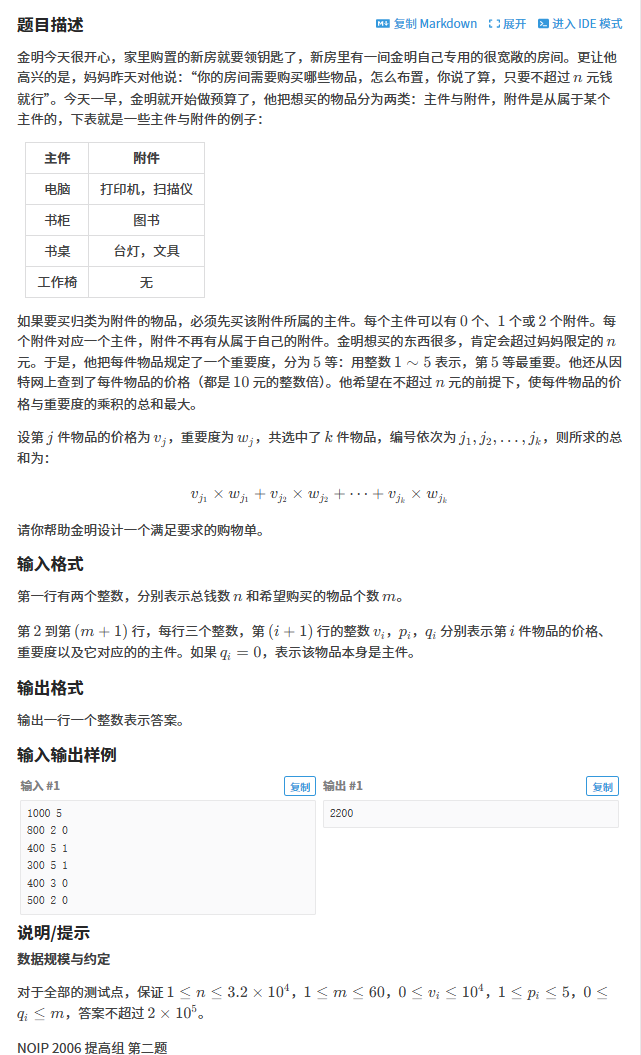 题目描述
复制 Markdown 展开 进入 IDE 模式
金明今天很开心，家里购置的新房就要领钥匙了，新房里有一间金明自己专用的很宽敞的房间。更让他
高兴的是，妈妈昨天对他说：“你的房间需要购买哪些物品，怎么布置，你说了算，只要不超过 n 元钱
就行”。今天一早，金明就开始做预算了，他把想买的物品分为两类：主件与附件，附件是从属于某个
主件的，下表就是一些主件与附件的例子：
主件 附件
电脑 打印机，扫描仪
书柜 图书
书桌 台灯，文具
工作椅 无
如果要买归类为附件的物品，必须先买该附件所属的主件。每个主件可以有 0 个、1 个或 2 个附件。每
个附件对应一个主件，附件不再有从属于自己的附件。金明想买的东西很多，肯定会超过妈妈限定的 n
元。于是，他把每件物品规定了一个重要度，分为 5 等：用整数 1 ∼ 5 表示，第 5 等最重要。他还从因
特网上查到了每件物品的价格（都是 10 元的整数倍）。他希望在不超过 n 元的前提下，使每件物品的价
格与重要度的乘积的总和最大。
设第 j 件物品的价格为 v_j，重要度为 w_j，共选中了 k 件物品，编号依次为 j_1, j_2, . . . , j_k，则所求的总
和为：
v_{j_1} × w_{j_1} + v_{j_2} × w_{j_2} + ⋯ + v_{j_k} × w_{j_k}
请你帮助金明设计一个满足要求的购物单。
输入格式
第一行有两个整数，分别表示总钱数 n 和希望购买的物品个数 m。
第 2 到第 (m + 1) 行，每行三个整数，第 (i + 1) 行的整数 v_i，p_i，q_i 分别表示第 i 件物品的价格、
重要度以及它对应的的主件。如果 q_i = 0，表示该物品本身是主件。
输出格式
输出一行一个整数表示答案。
输入输出样例
输入 #1 复制 输出 #1 复制
1000 5
800 2 0
400 5 1
300 5 1
400 3 0
500 2 0
2200
说明/提示
数据规模与约定
对于全部的测试点，保证 1 ≤ n ≤ 3.2 × 10^4，1 ≤ m ≤ 60，0 ≤ v_i ≤ 10^4，1 ≤ p_i ≤ 5，0 ≤
q_i ≤ m，答案不超过 2 × 10^5。
NOIP 2006 提高组 第二题